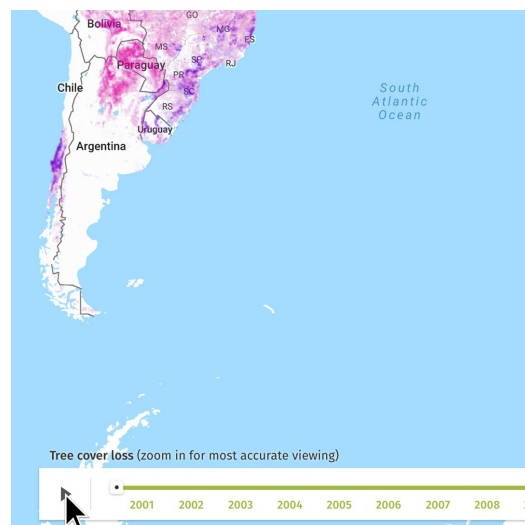 GO
Bolivia
MG
ES
MS
SP
Paraguay
RJ
PR
Chile
SC
South
Atlantic
Ocean
RS
Uruguay
Argentina
Tree cover loss (zoom in for most accurate viewing)
2001 2002 2003 2004 2005 2006 2007 2008